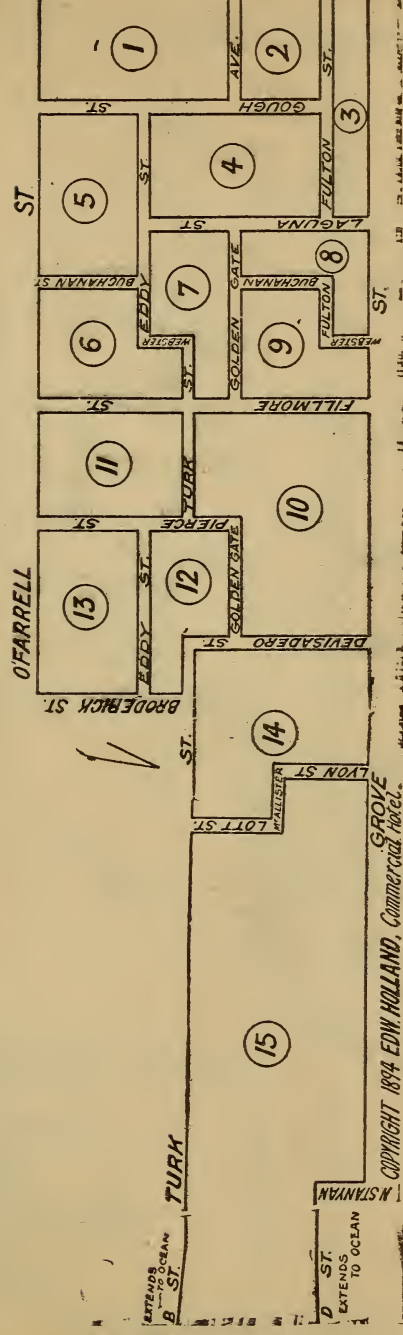 O'FARRELL
ST
1
2
3
4
5
6
7
8
9
10
11
12
13
14
15
ST.
AVE.
ST.
GOUGH
ST.
FULTON
LAGUNA
ST
BUCHANAN ST
EDDY
WEBSTER
ST.
GOLDEN GATE
BUCHANAN
FULTON
WEBSTER
ST.
FILLMORE
ST.
TURK
PIERCE
ST.
EDDY ST.
GOLDEN GATE
DEVISADERO
ST.
BRODERICK ST.
ST.
LYON ST
McALLISTER
LOTT ST.
GROVE
TURK
N STANYAN
EXTENDS
TO OCEAN
B ST.
D ST.
EXTENDS
TO OCEAN
COPYRIGHT 1894 EDW. HOLLAND, Commercial Hotel.